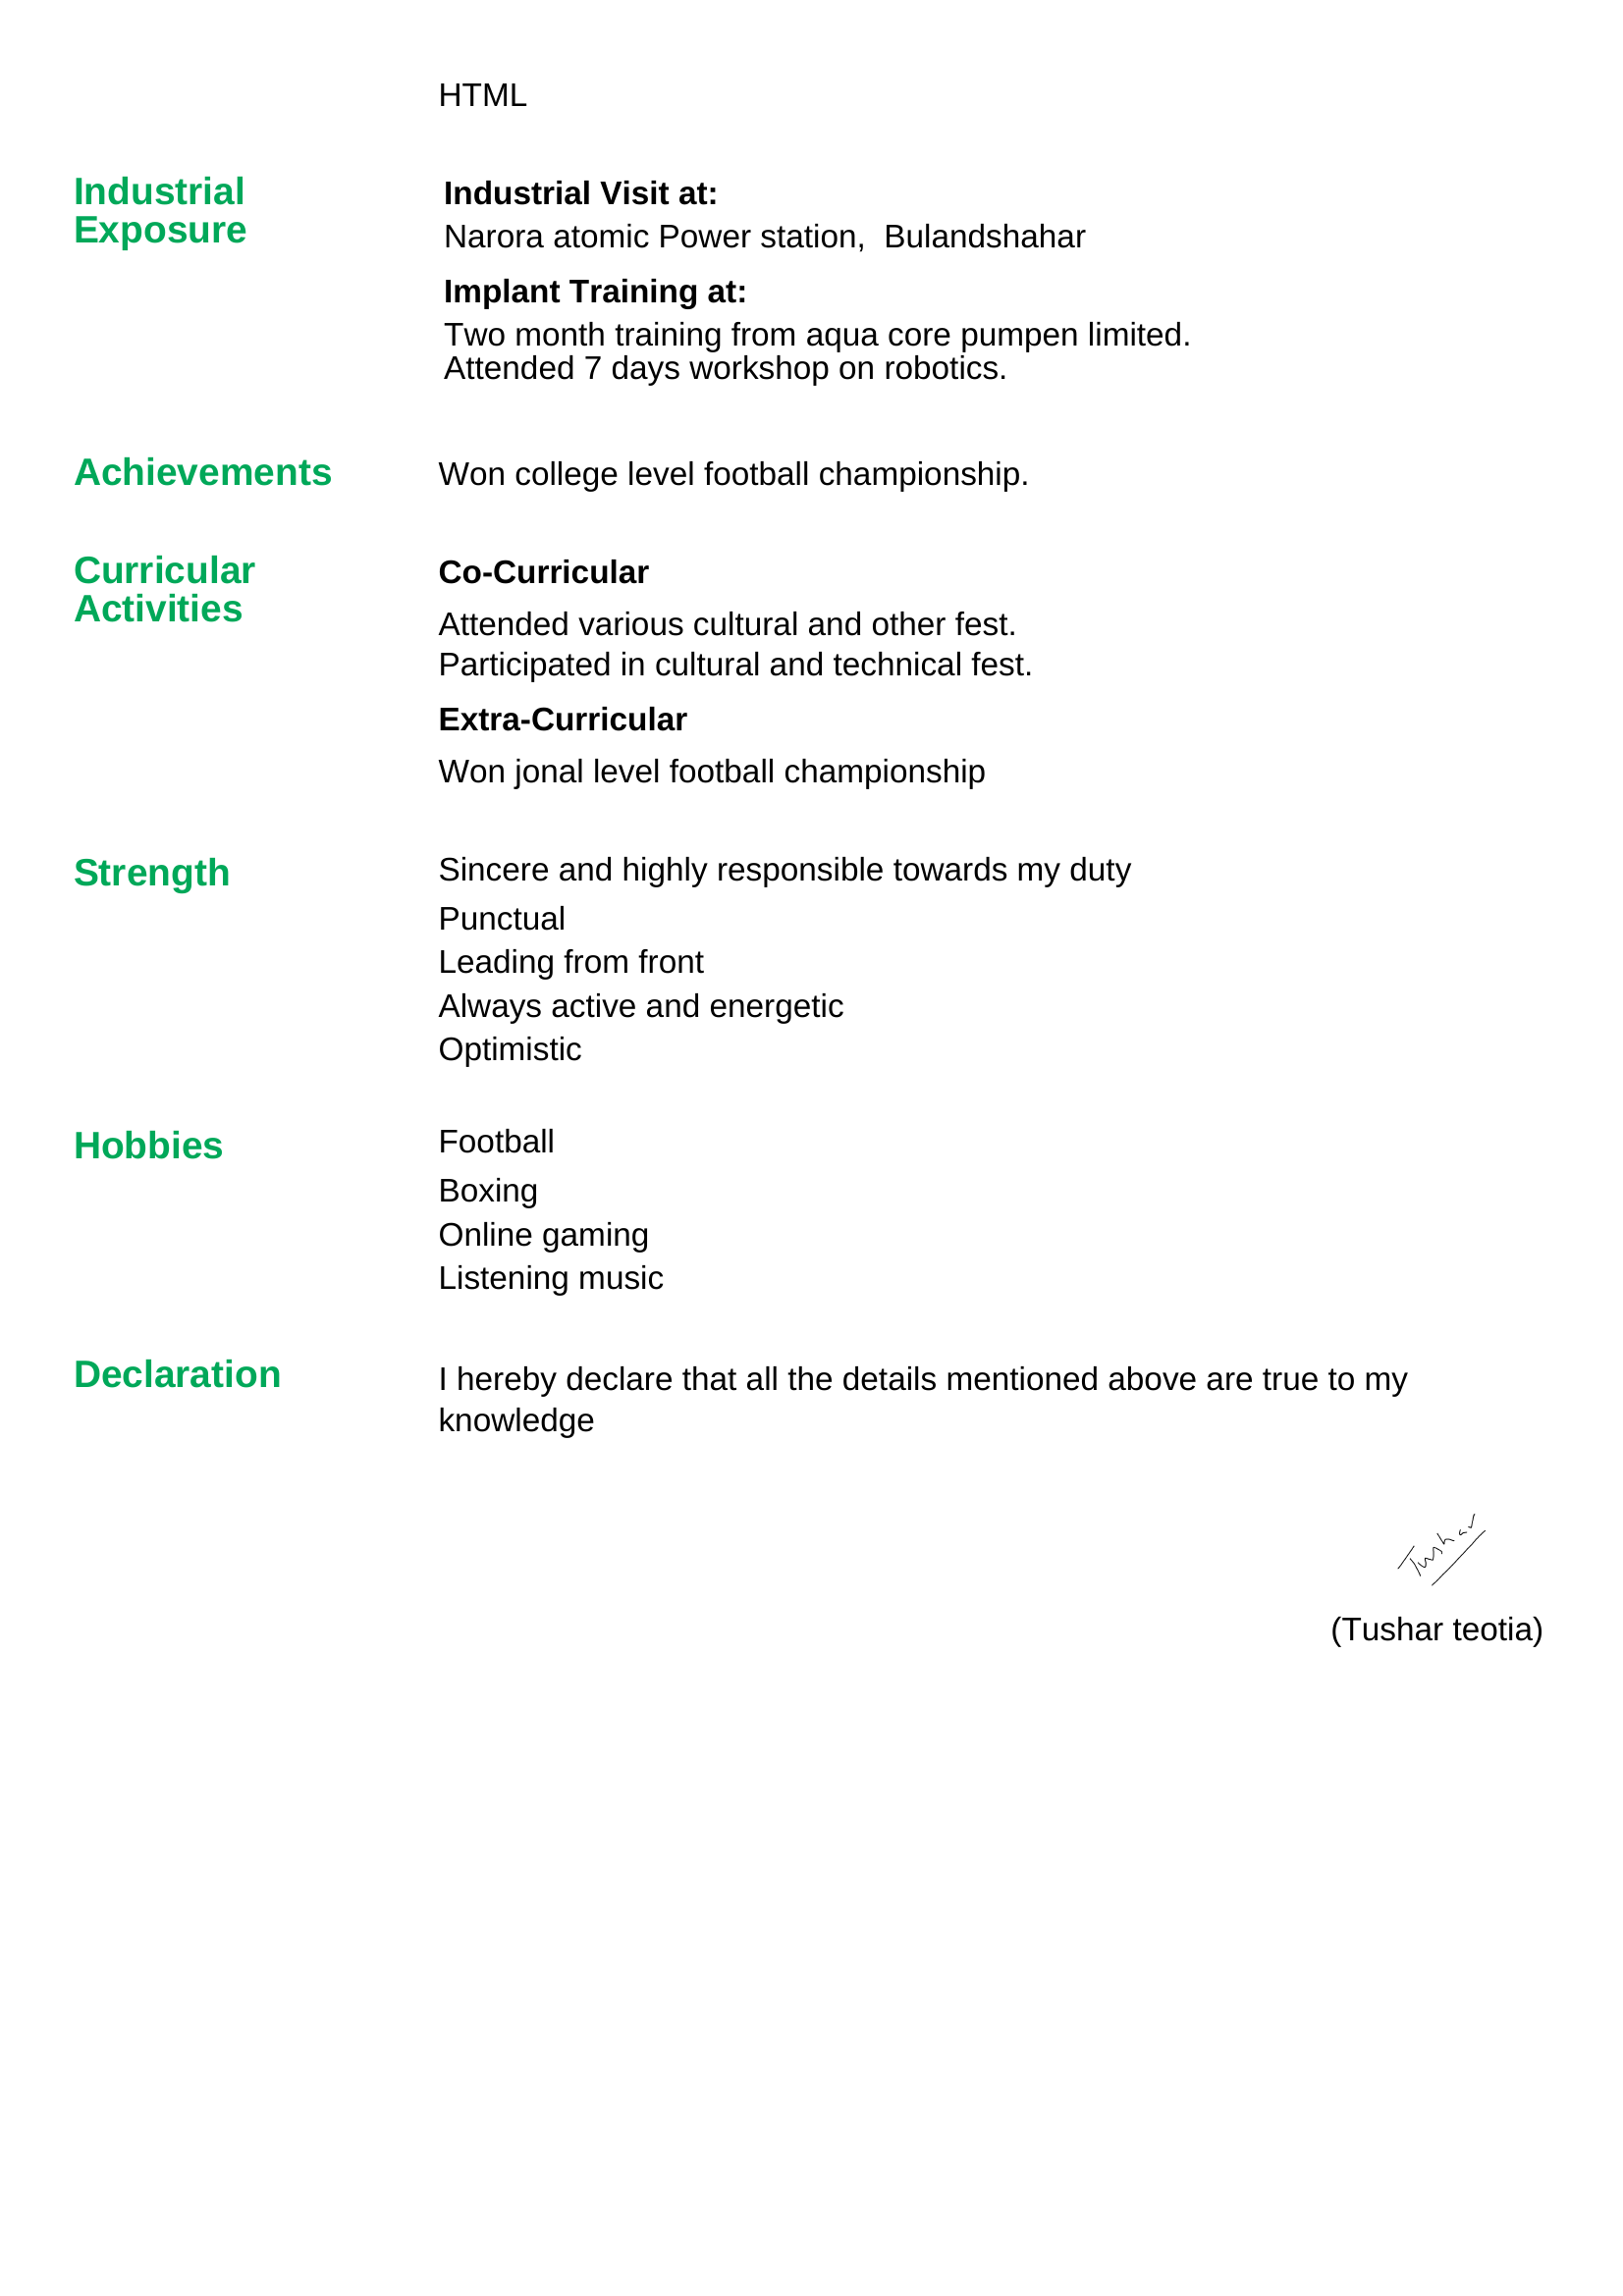 HTML
Industrial
Exposure
Industrial Visit at:
Narora atomic Power station,  Bulandshahar
Implant Training at:
Two month training from aqua core pumpen limited.
Attended 7 days workshop on robotics.
Achievements
Won college level football championship.
Curricular
Activities
Co-Curricular
Attended various cultural and other fest.
Participated in cultural and technical fest.
Extra-Curricular
Won jonal level football championship
Strength
Sincere and highly responsible towards my duty
Punctual
Leading from front
Always active and energetic
Optimistic
Hobbies
Football
Boxing
Online gaming
Listening music
Declaration
I hereby declare that all the details mentioned above are true to my
knowledge
Tushar
(Tushar teotia)